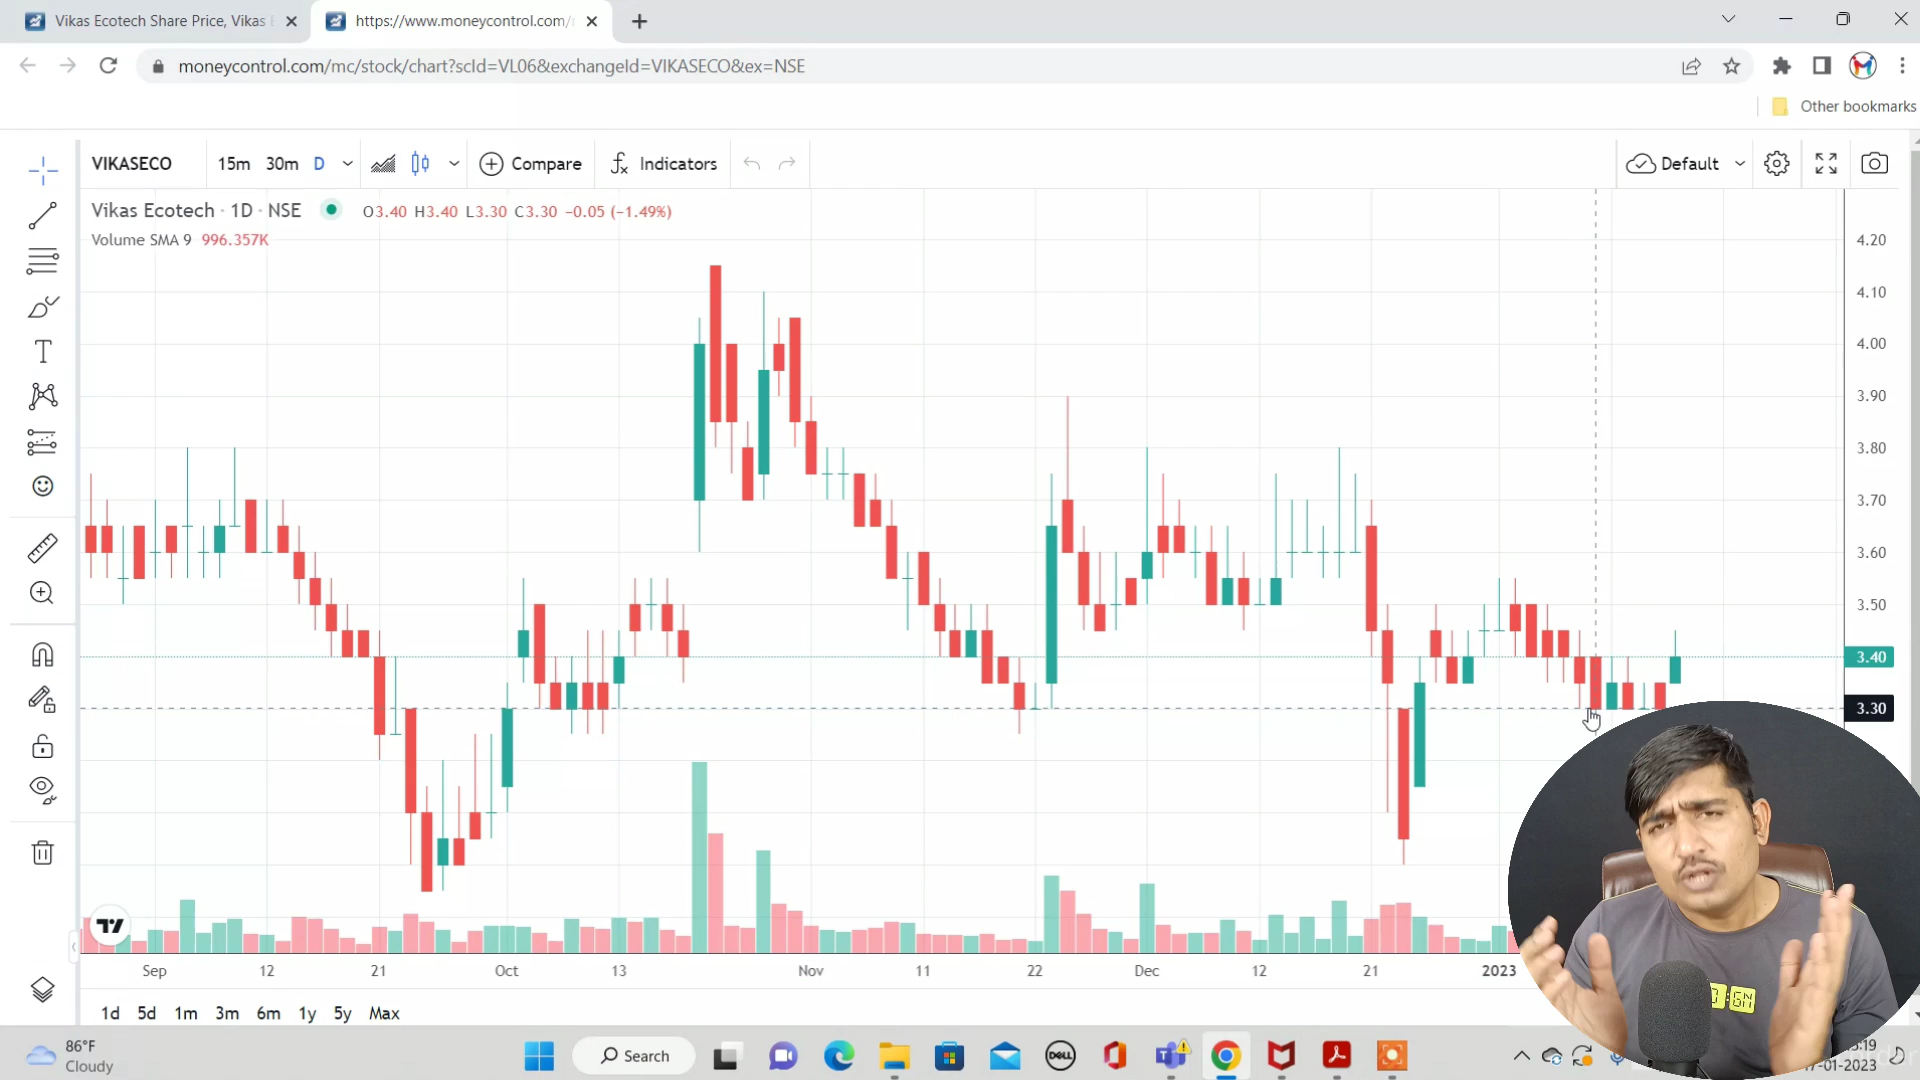 Vikas Ecotech Share Price, Vikas
https://www.moneycontrol.com/
moneycontrol.com/mc/stock/chart?scId=VL06&exchangeId=VIKASECO&ex=NSE
Other bookmarks
VIKASECO 15m 30m D Compare Indicators Default
Vikas Ecotech · 1D · NSE O3.40 H3.40 L3.30 C3.30 −0.05 (−1.49%)
Volume SMA 9 996.357K
4.20
4.10
4.00
3.90
3.80
3.70
3.60
3.50
3.40
3.30
Sep 12 21 Oct 13 Nov 11 22 Dec 12 21 2023
1d 5d 1m 3m 6m 1y 5y Max
86°F
Cloudy
Search
DELL
17-01-2023